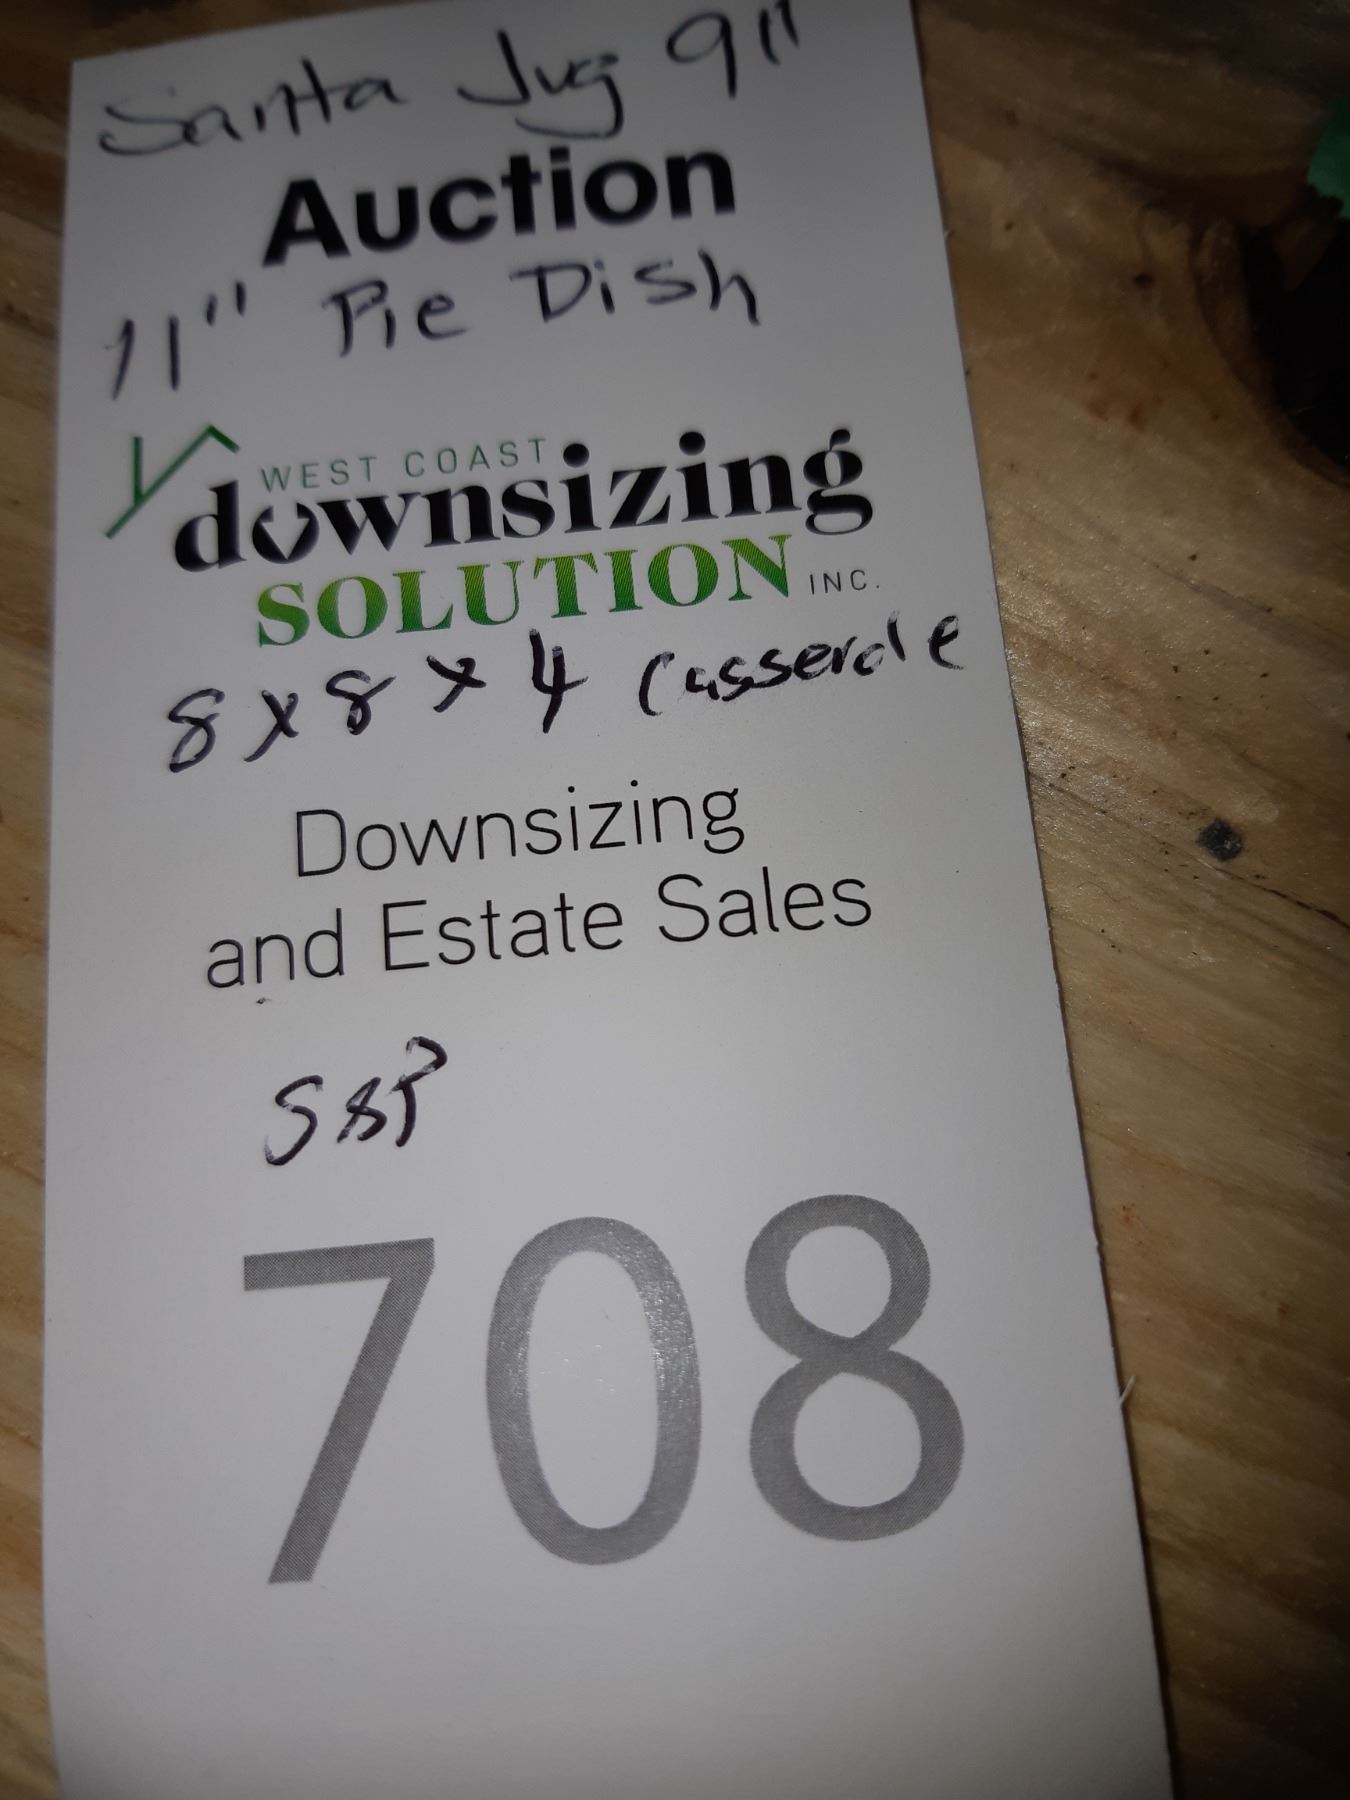 Santa Jug 9"
Auction
11" Pie Dish
WEST COAST
downsizing
SOLUTION INC.
8 x 8 x 4 Casserole
Downsizing
and Estate Sales
S&P
708